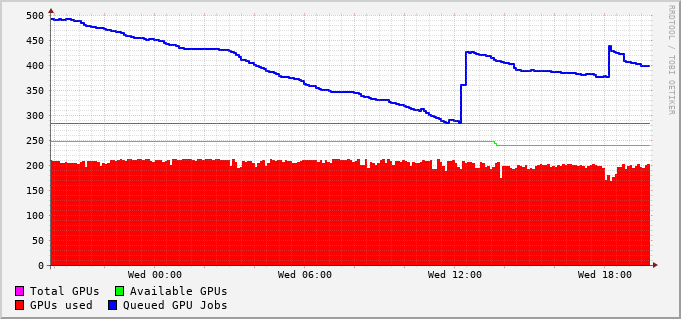 500
450
400
350
300
250
200
150
100
50
0
Wed 00:00 Wed 06:00 Wed 12:00 Wed 18:00
Total GPUs Available GPUs
GPUs used Queued GPU Jobs
RRDTOOL / TOBI OETIKER